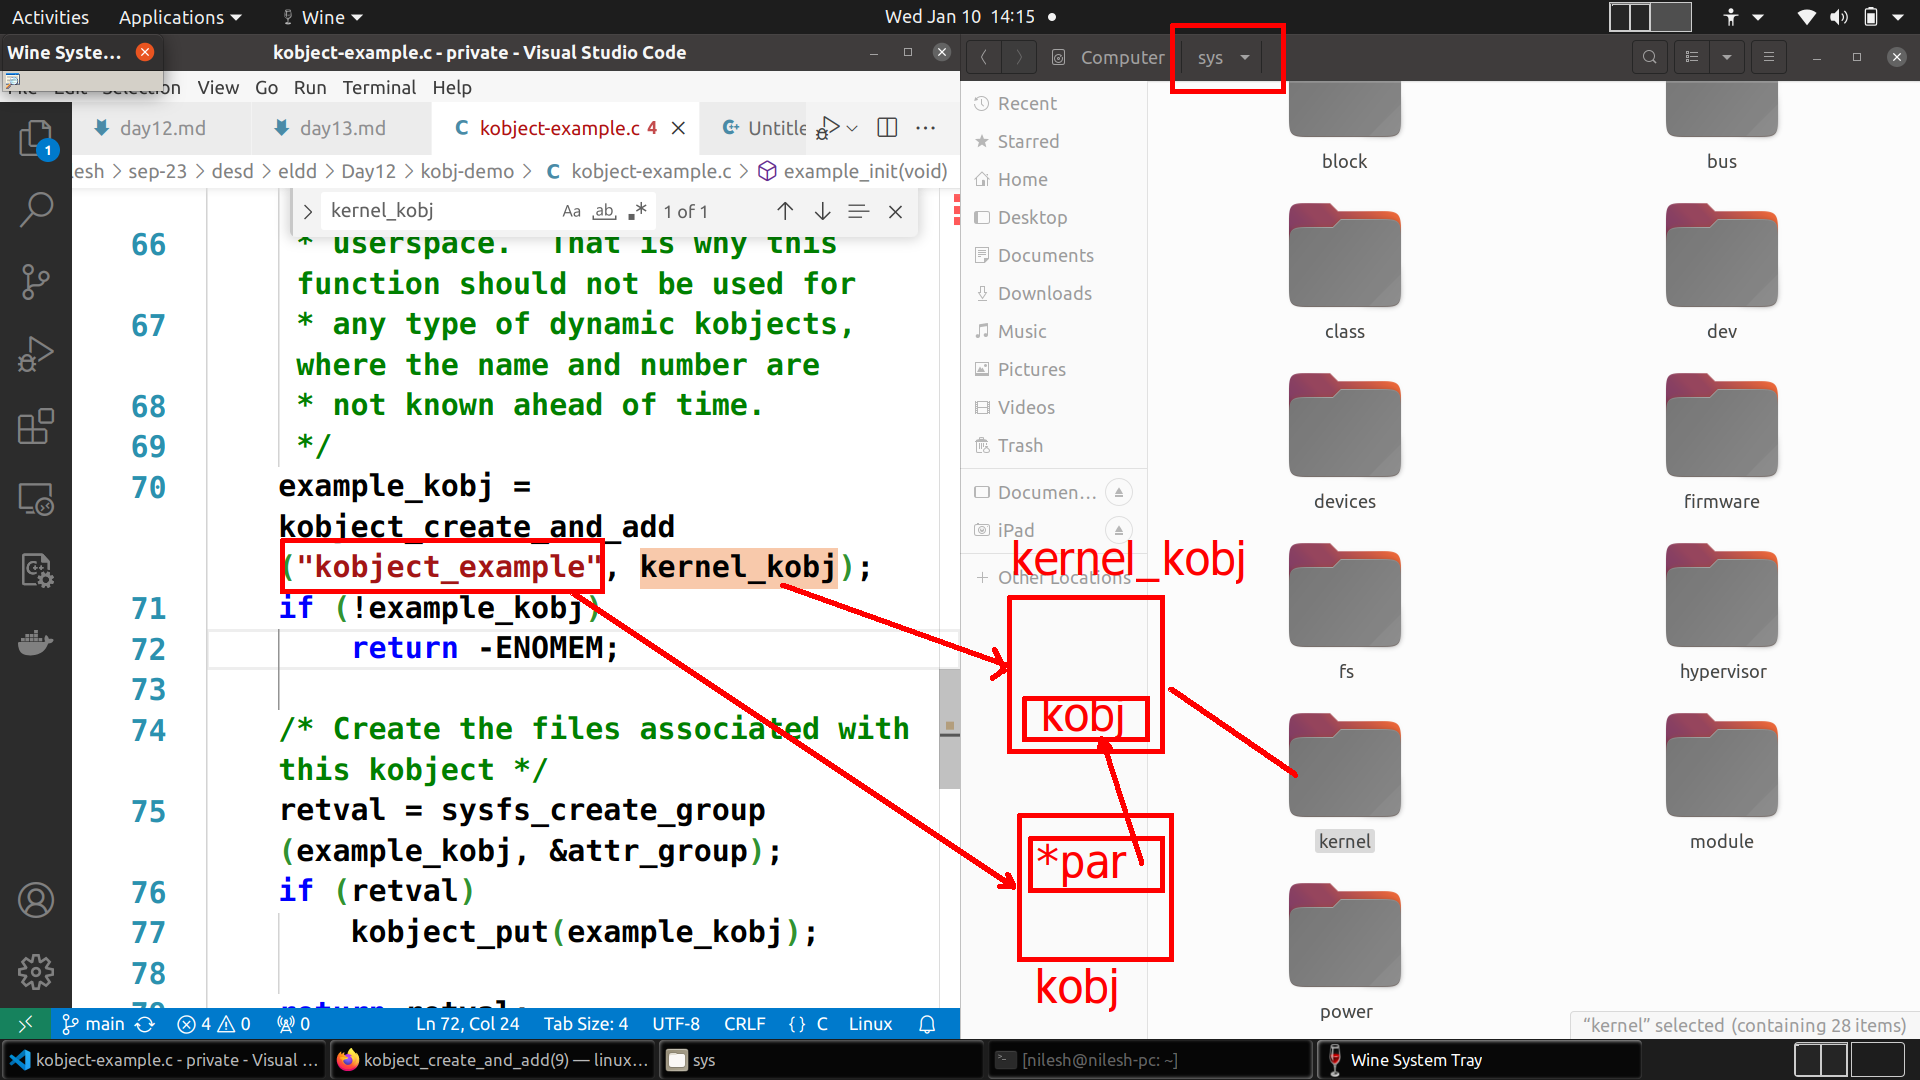 Activities Applications Wine Wed Jan 10 14:15
Wine Syste...
kobject-example.c - private - Visual Studio Code
Selection View Go Run Terminal Help
day12.md day13.md kobject-example.c 4 Untitle
esh > sep-23 > desd > eldd > Day12 > kobj-demo > C kobject-example.c > example_init(void)
kernel_kobj Aa ab 1 of 1
66 * userspace. That is why this
function should not be used for
67 * any type of dynamic kobjects,
where the name and number are
68 * not known ahead of time.
69 */
70 example_kobj =
kobject_create_and_add
("kobject_example", kernel_kobj);
71 if (!example_kobj)
72 return -ENOMEM;
73
74 /* Create the files associated with
this kobject */
75 retval = sysfs_create_group
(example_kobj, &attr_group);
76 if (retval)
77 kobject_put(example_kobj);
78
return retval;
1
main 4 0 0 Ln 72, Col 24 Tab Size: 4 UTF-8 CRLF {} C Linux
Computer sys
Recent
Starred
Home
Desktop
Documents
Downloads
Music
Pictures
Videos
Trash
Documen...
iPad
+ Other Locations
kernel_kobj
kobj
*par
kobj
block bus
class dev
devices firmware
fs hypervisor
kernel module
power
“kernel” selected (containing 28 items)
kobject-example.c - private - Visual ... kobject_create_and_add(9) — linux... sys [nilesh@nilesh-pc: ~] Wine System Tray